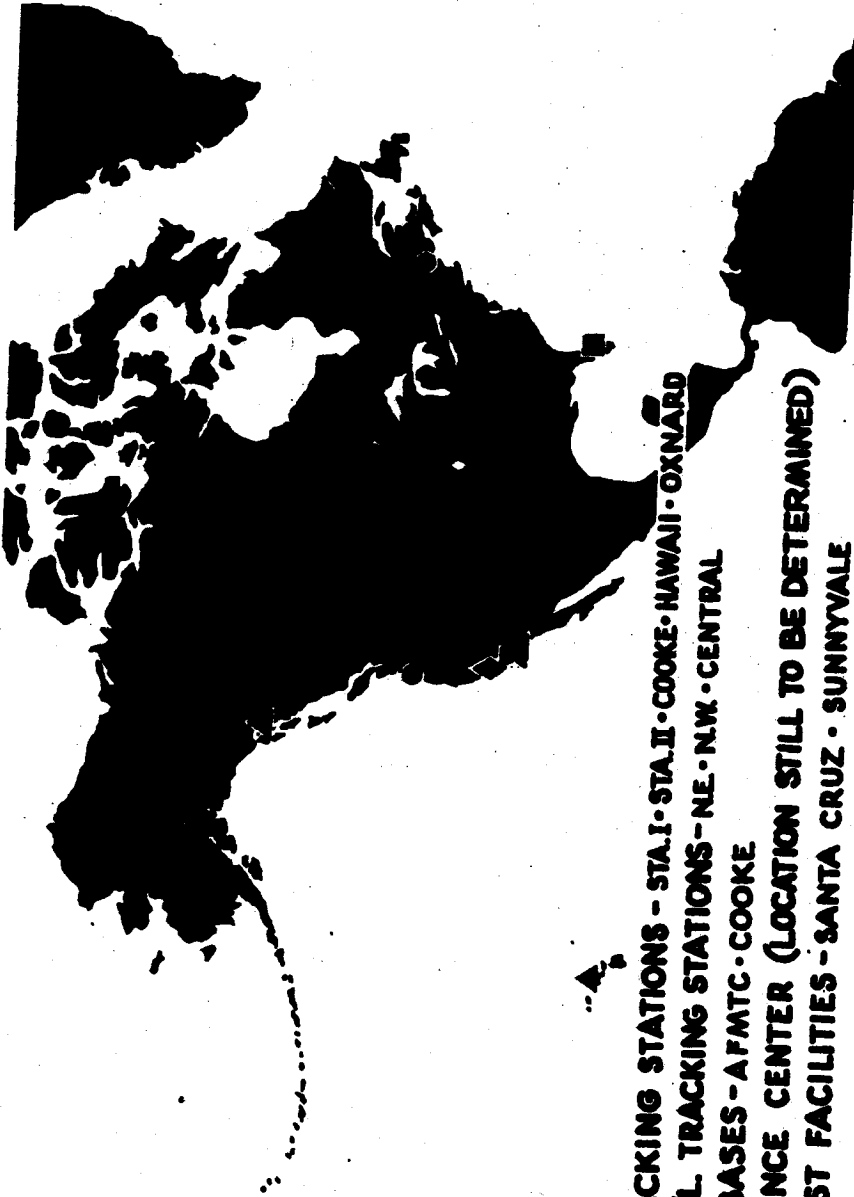 CKING STATIONS - STA.I • STA.II • COOKE • HAWAII • OXNARD
L TRACKING STATIONS - N.E. • N.W. • CENTRAL
BASES - AFMTC • COOKE
NCE CENTER (LOCATION STILL TO BE DETERMINED)
ST FACILITIES - SANTA CRUZ • SUNNYVALE